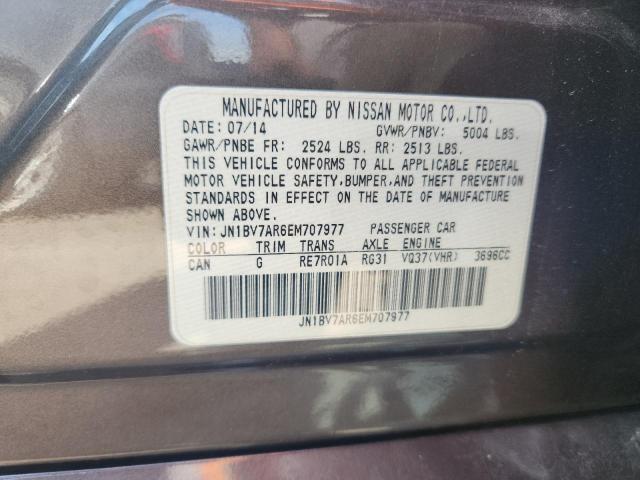 MANUFACTURED BY NISSAN MOTOR CO.,LTD.
DATE: 07/14 GVWR/PNBV: 5004 LBS.
GAWR/PNBE FR: 2524 LBS. RR: 2513 LBS.
THIS VEHICLE CONFORMS TO ALL APPLICABLE FEDERAL
MOTOR VEHICLE SAFETY,BUMPER,AND THEFT PREVENTION
STANDARDS IN EFFECT ON THE DATE OF MANUFACTURE
SHOWN ABOVE.
VIN: JN1BV7AR6EM707977 PASSENGER CAR
COLOR TRIM TRANS AXLE ENGINE
CAN G RE7R01A RG31 VQ37(VHR) 3696CC
JN1BV7AR6EM707977